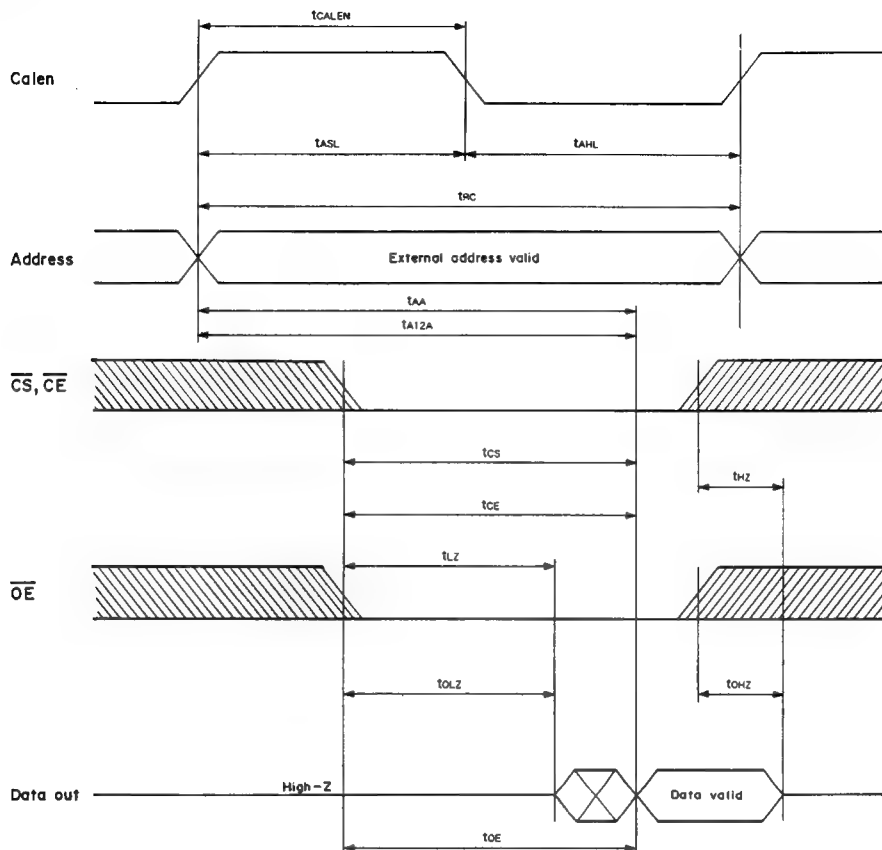 tCALEN
Calen
tASL tAHL
tRC
Address External address valid
tAA
tA12A
CS, CE
tCS
tHZ
tCE
tLZ
OE
tOLZ tOHZ
High-Z
Data out Data valid
tOE